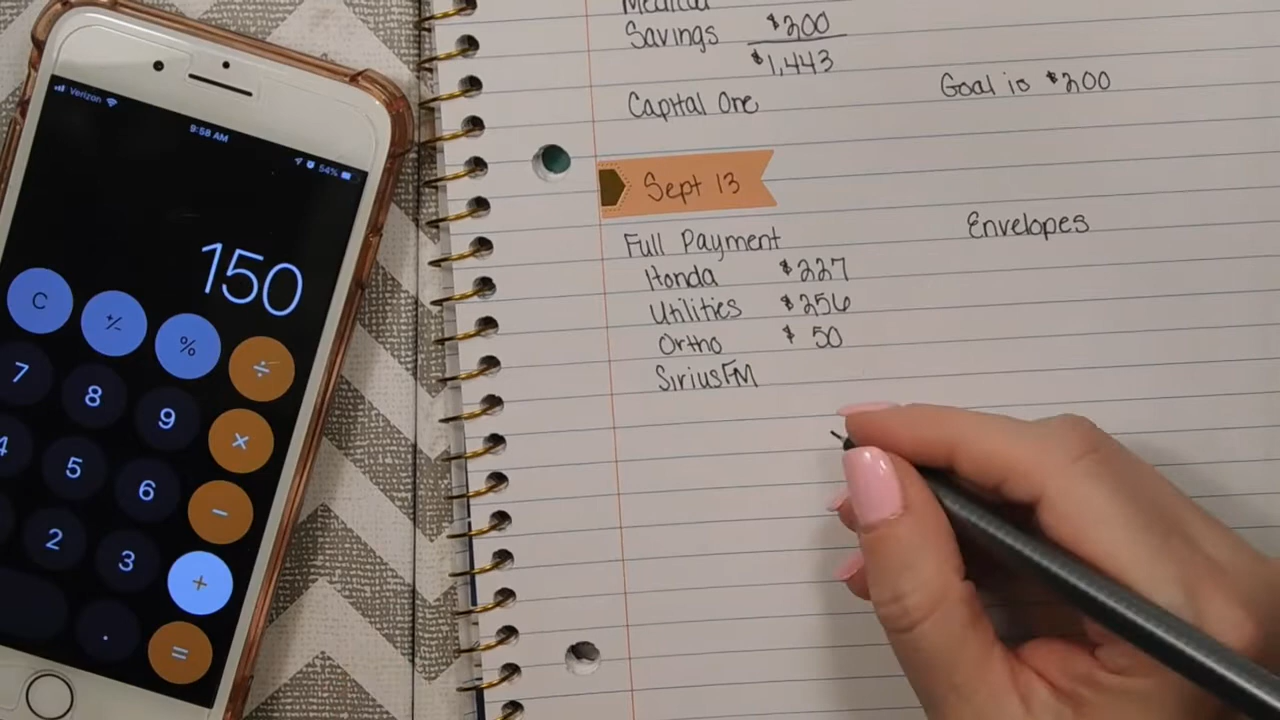 Verizon
9:58 AM
54%
150
C +/- % ÷
7 8 9 ×
4 5 6 −
2 3 +
. =
Medical
Savings $200
$1,443
Capital One Goal is $200
Sept 13
Full Payment Envelopes
Honda $227
Utilities $256
Ortho $50
SiriusFM